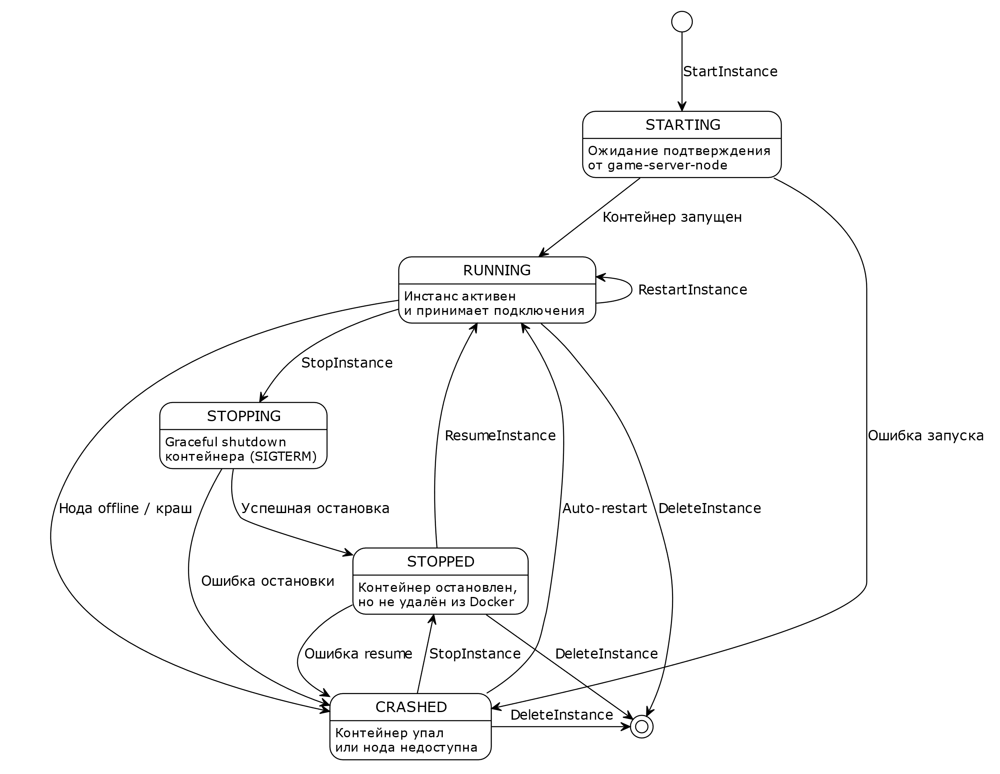 StartInstance
STARTING
Ожидание подтверждения
от game-server-node
Контейнер запущен
RUNNING
Инстанс активен
и принимает подключения
RestartInstance
StopInstance
STOPPING
Graceful shutdown
контейнера (SIGTERM)
ResumeInstance
Ошибка запуска
Нода offline / краш
Успешная остановка
Auto-restart
DeleteInstance
STOPPED
Контейнер остановлен,
но не удалён из Docker
Ошибка остановки
Ошибка resume
StopInstance
DeleteInstance
CRASHED
Контейнер упал
или нода недоступна
DeleteInstance